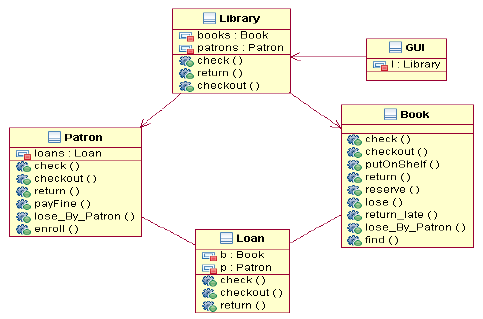 Library
books : Book
patrons : Patron
check ( )
return ( )
checkout ( )
GUI
l : Library
Book
check ( )
checkout ( )
putOnShelf ( )
return ( )
reserve ( )
lose ( )
return_late ( )
lose_By_Patron ( )
find ( )
Patron
loans : Loan
check ( )
checkout ( )
return ( )
payFine ( )
lose_By_Patron ( )
enroll ( )
Loan
b : Book
p : Patron
check ( )
checkout ( )
return ( )